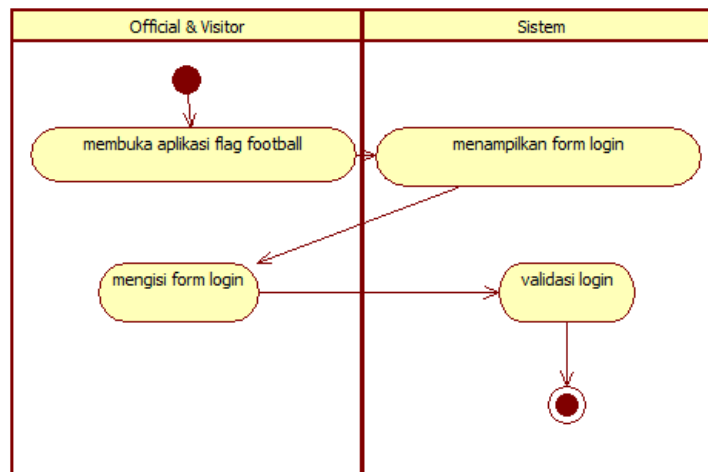 Official & Visitor
Sistem
membuka aplikasi flag football
menampilkan form login
mengisi form login
validasi login